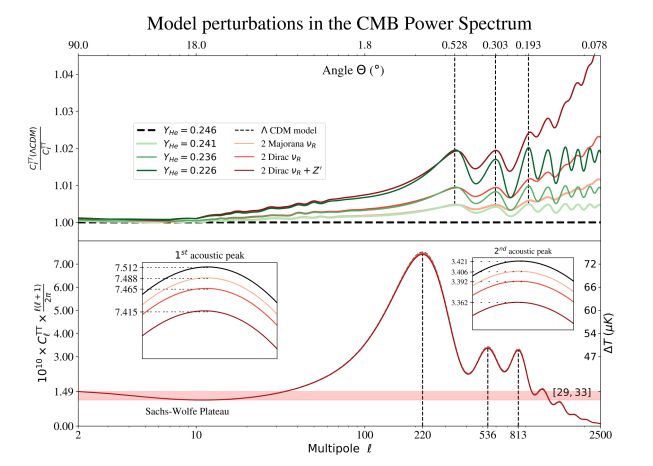 Model perturbations in the CMB Power Spectrum
90.0 18.0 1.8 0.528 0.303 0.193 0.078
Angle Θ (°)
C_ℓ^TT(ΛCDM) / C_ℓ^TT
1.04
1.03
1.02
1.01
1.00
Y_He = 0.246
Y_He = 0.241
Y_He = 0.236
Y_He = 0.226
Λ CDM model
2 Majorana ν_R
2 Dirac ν_R
2 Dirac ν_R + Z'
10^10 × C_ℓ^TT × ℓ(ℓ+1)/2π
7.00
6.00
5.00
4.00
3.00
1.49
0.00
1st acoustic peak
7.512
7.488
7.465
7.415
2nd acoustic peak
3.421
3.406
3.392
3.362
72
66
60
54
47
ΔT (μK)
[29, 33]
Sachs-Wolfe Plateau
2 10 100 220 536 813 2500
Multipole ℓ